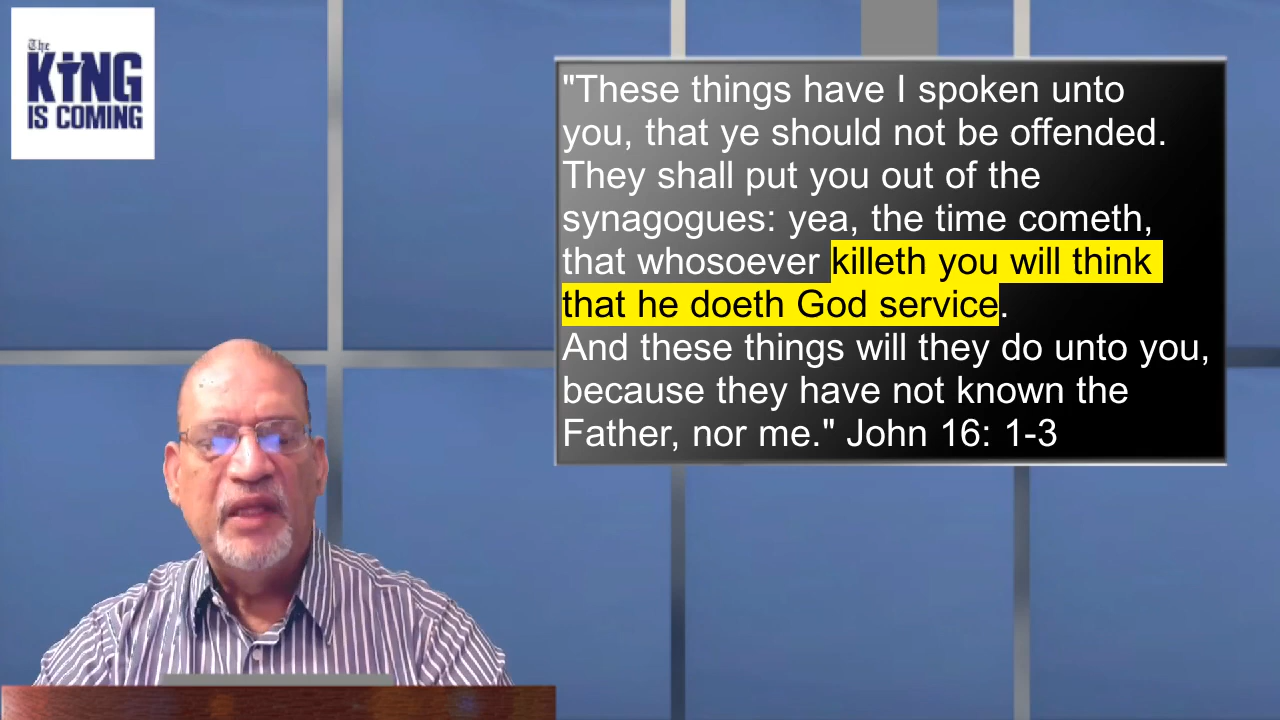 The
KING
IS COMING
"These things have I spoken unto
you, that ye should not be offended.
They shall put you out of the
synagogues: yea, the time cometh,
that whosoever killeth you will think
that he doeth God service.
And these things will they do unto you,
because they have not known the
Father, nor me." John 16: 1-3